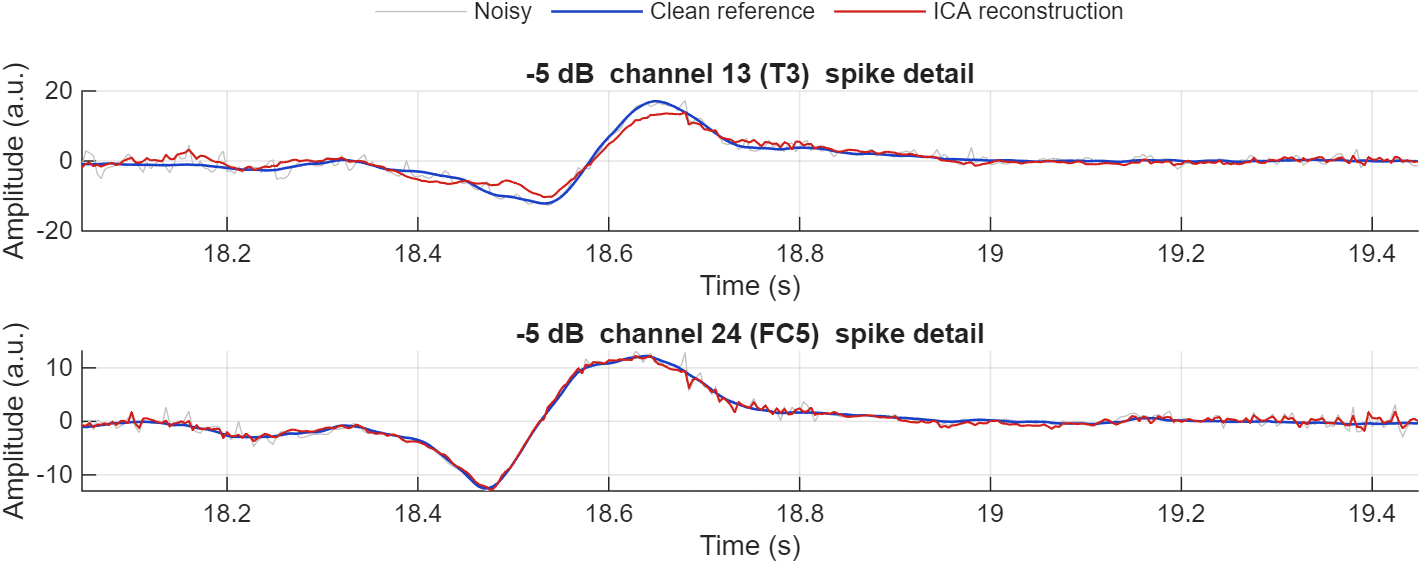 Noisy Clean reference ICA reconstruction
-5 dB channel 13 (T3) spike detail
Amplitude (a.u.)
20
0
-20
18.2 18.4 18.6 18.8 19 19.2 19.4
Time (s)
-5 dB channel 24 (FC5) spike detail
Amplitude (a.u.)
10
0
-10
18.2 18.4 18.6 18.8 19 19.2 19.4
Time (s)